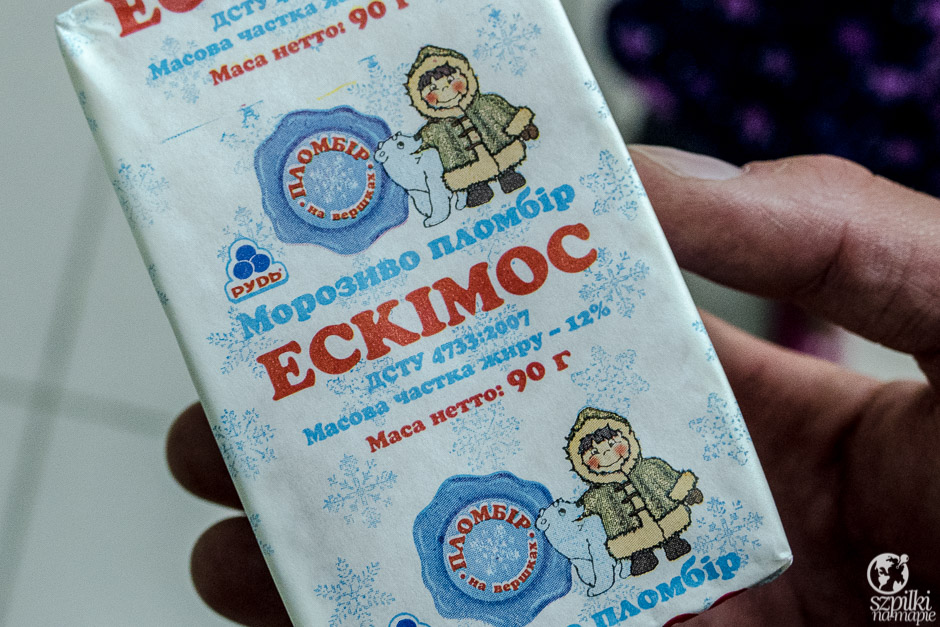 ДСТУ
Масова частка жиру
Маса нетто: 90 г
ПЛОМБІР
на вершках
РУДЬ
Морозиво пломбір
ЕСКІМОС
ДСТУ 4733:2007
Масова частка жиру – 12%
Маса нетто: 90 г
ПЛОМБІР
на вершках
пломбір
szpilki
na mapie